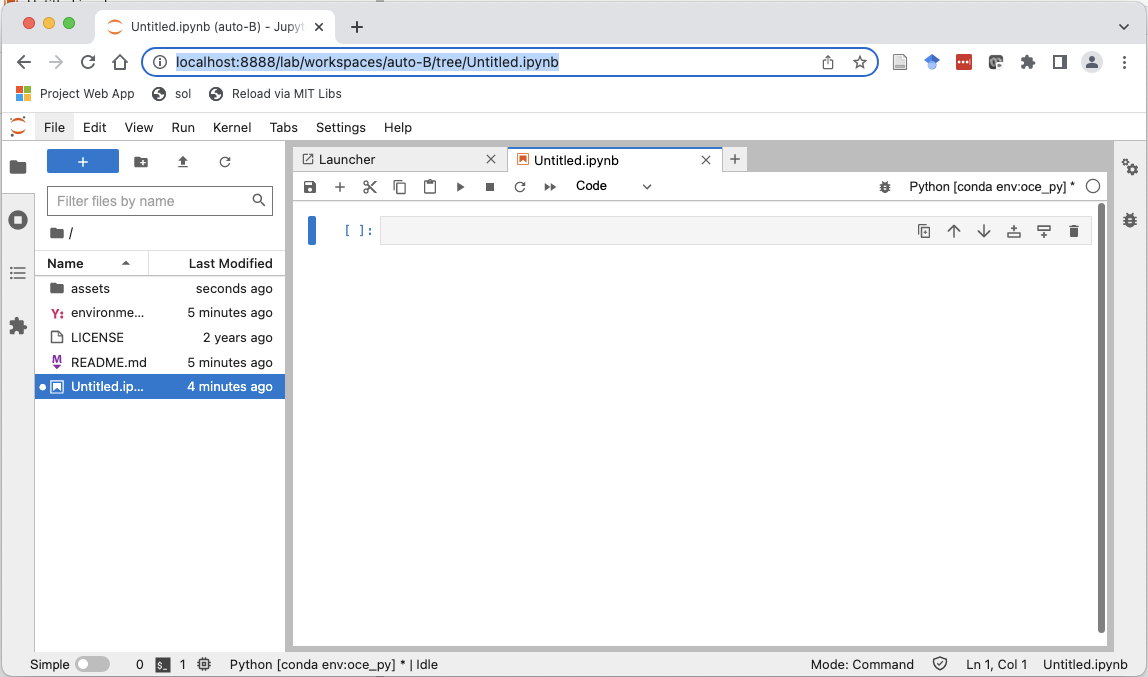 Untitled.ipynb (auto-B) - Jupyt
localhost:8888/lab/workspaces/auto-B/tree/Untitled.ipynb
Project Web App sol Reload via MIT Libs
File Edit View Run Kernel Tabs Settings Help
Launcher Untitled.ipynb
Code Python [conda env:oce_py] *
Filter files by name
/
[ ]:
Name Last Modified
assets seconds ago
environme... 5 minutes ago
LICENSE 2 years ago
README.md 5 minutes ago
Untitled.ip... 4 minutes ago
Simple 0 $_ 1 Python [conda env:oce_py] * | Idle Mode: Command Ln 1, Col 1 Untitled.ipynb